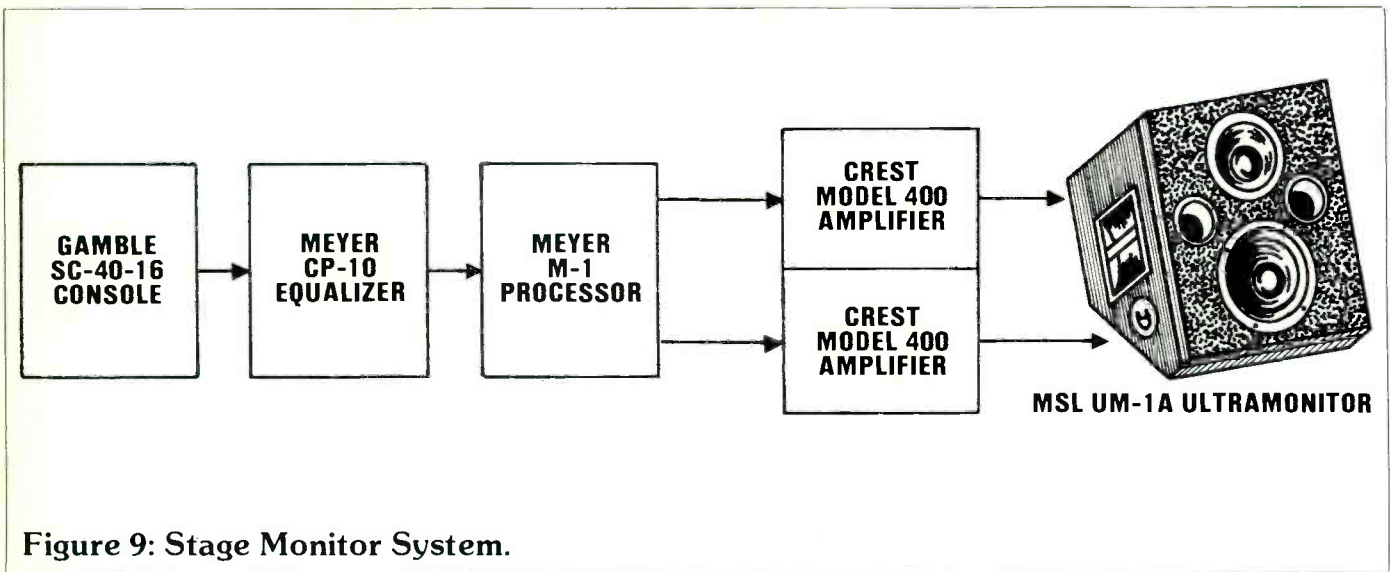 GAMBLE
SC-40-16
CONSOLE
MEYER
CP-10
EQUALIZER
MEYER
M-1
PROCESSOR
CREST
MODEL 400
AMPLIFIER
CREST
MODEL 400
AMPLIFIER
MSL UM-1A ULTRAMONITOR
Figure 9: Stage Monitor System.